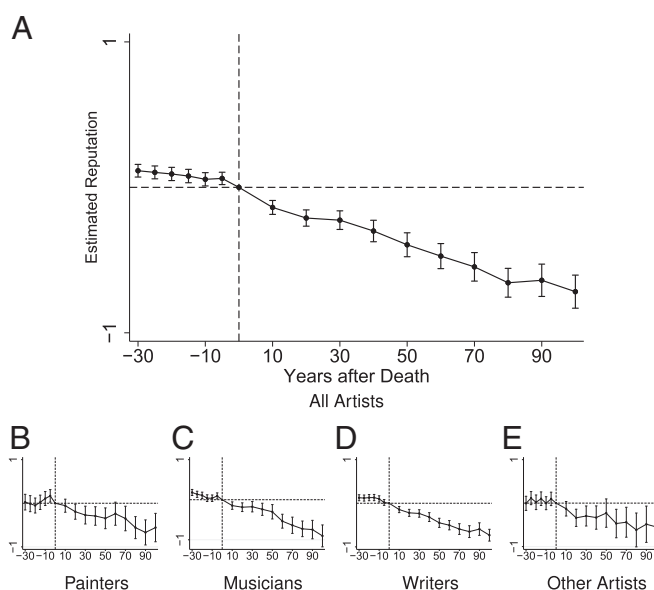 A
1
Estimated Reputation
−1
−30 −10 10 30 50 70 90
Years after Death
All Artists
B
1
−1
−30 −10 10 30 50 70 90
Painters
C
1
−1
−30 −10 10 30 50 70 90
Musicians
D
1
−1
−30 −10 10 30 50 70 90
Writers
E
1
−1
−30 −10 10 30 50 70 90
Other Artists